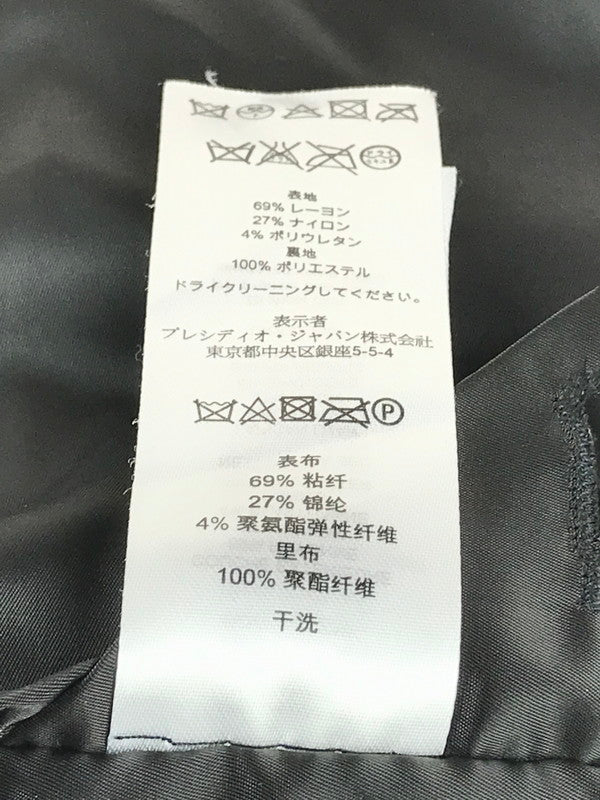 表地
69% レーヨン
27% ナイロン
4% ポリウレタン
裏地
100% ポリエステル
ドライクリーニングしてください。
表示者
プレシディオ・ジャパン株式会社
東京都中央区銀座5-5-4
P
表布
69% 粘纤
27% 锦纶
4% 聚氨酯弹性纤维
里布
100% 聚酯纤维
干洗